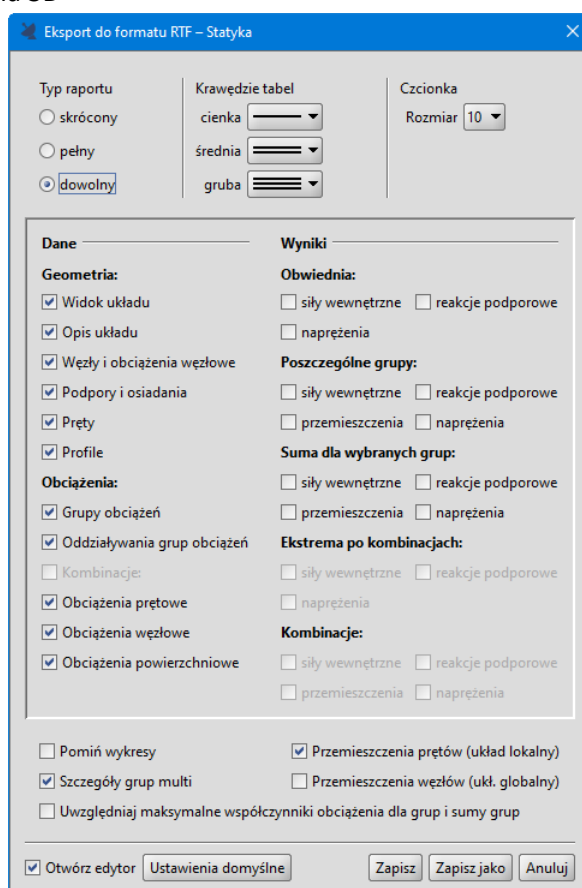 Eksport do formatu RTF – Statyka
Typ raportu
skrócony
pełny
dowolny
Krawędzie tabel
cienka
średnia
gruba
Czcionka
Rozmiar 10
Dane
Geometria:
Widok układu
Opis układu
Węzły i obciążenia węzłowe
Podpory i osiadania
Pręty
Profile
Obciążenia:
Grupy obciążeń
Oddziaływania grup obciążeń
Kombinacje:
Obciążenia prętowe
Obciążenia węzłowe
Obciążenia powierzchniowe
Wyniki
Obwiednia:
siły wewnętrzne reakcje podporowe
naprężenia
Poszczególne grupy:
siły wewnętrzne reakcje podporowe
przemieszczenia naprężenia
Suma dla wybranych grup:
siły wewnętrzne reakcje podporowe
przemieszczenia naprężenia
Ekstrema po kombinacjach:
siły wewnętrzne reakcje podporowe
naprężenia
Kombinacje:
siły wewnętrzne reakcje podporowe
przemieszczenia naprężenia
Pomiń wykresy
Przemieszczenia prętów (układ lokalny)
Szczegóły grup multi
Przemieszczenia węzłów (ukł. globalny)
Uwzględniaj maksymalne współczynniki obciążenia dla grup i sumy grup
Otwórz edytor Ustawienia domyślne Zapisz Zapisz jako Anuluj